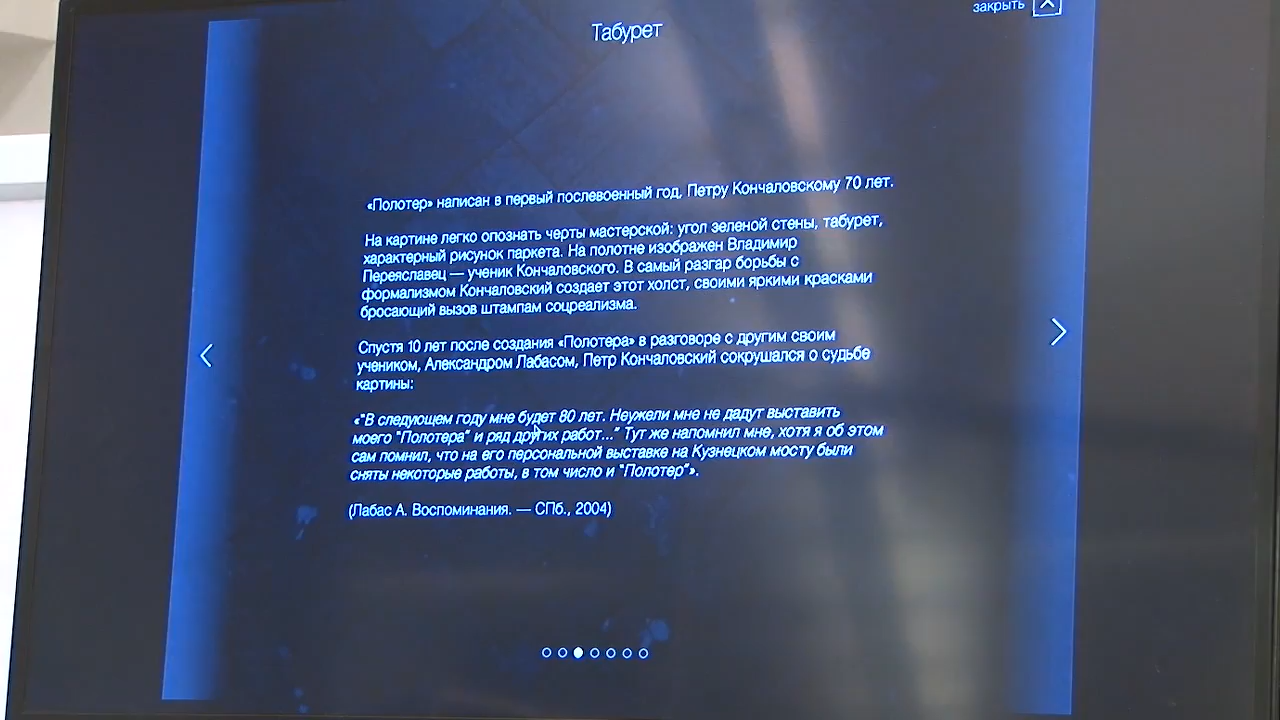 закрыть
Табурет
«Полотер» написан в первый послевоенный год, Петру Кончаловскому 70 лет.
На картине легко опознать черты мастерской: угол зеленой стены, табурет,
характерный рисунок паркета. На полотне изображен Владимир
Переяславец — ученик Кончаловского. В самый разгар борьбы с
формализмом Кончаловский создает этот холст, своими яркими красками
бросающий вызов штампам соцреализма.
Спустя 10 лет после создания «Полотера» в разговоре с другим своим
учеником, Александром Лабасом, Петр Кончаловский сокрушался о судьбе
картины:
«“В следующем году мне будет 80 лет. Неужели мне не дадут выставить
моего “Полотера” и ряд других работ...” Тут же напомнил мне, хотя я об этом
сам помнил, что на его персональной выставке на Кузнецком мосту были
сняты некоторые работы, в том число и “Полотер”».
(Лабас А. Воспоминания. — СПб., 2004)